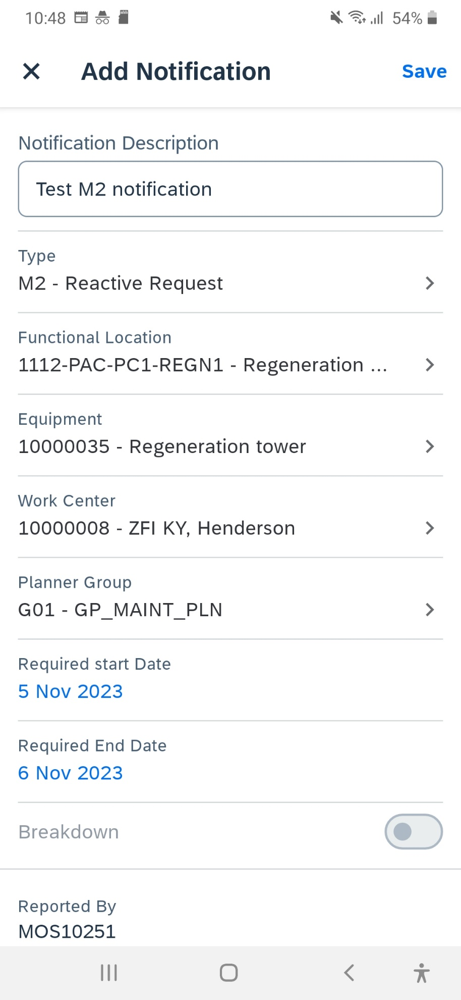 10:48
54%
Add Notification
Save
Notification Description
Test M2 notification
Type
M2 - Reactive Request
Functional Location
1112-PAC-PC1-REGN1 - Regeneration ...
Equipment
10000035 - Regeneration tower
Work Center
10000008 - ZFI KY, Henderson
Planner Group
G01 - GP_MAINT_PLN
Required start Date
5 Nov 2023
Required End Date
6 Nov 2023
Breakdown
Reported By
MOS10251